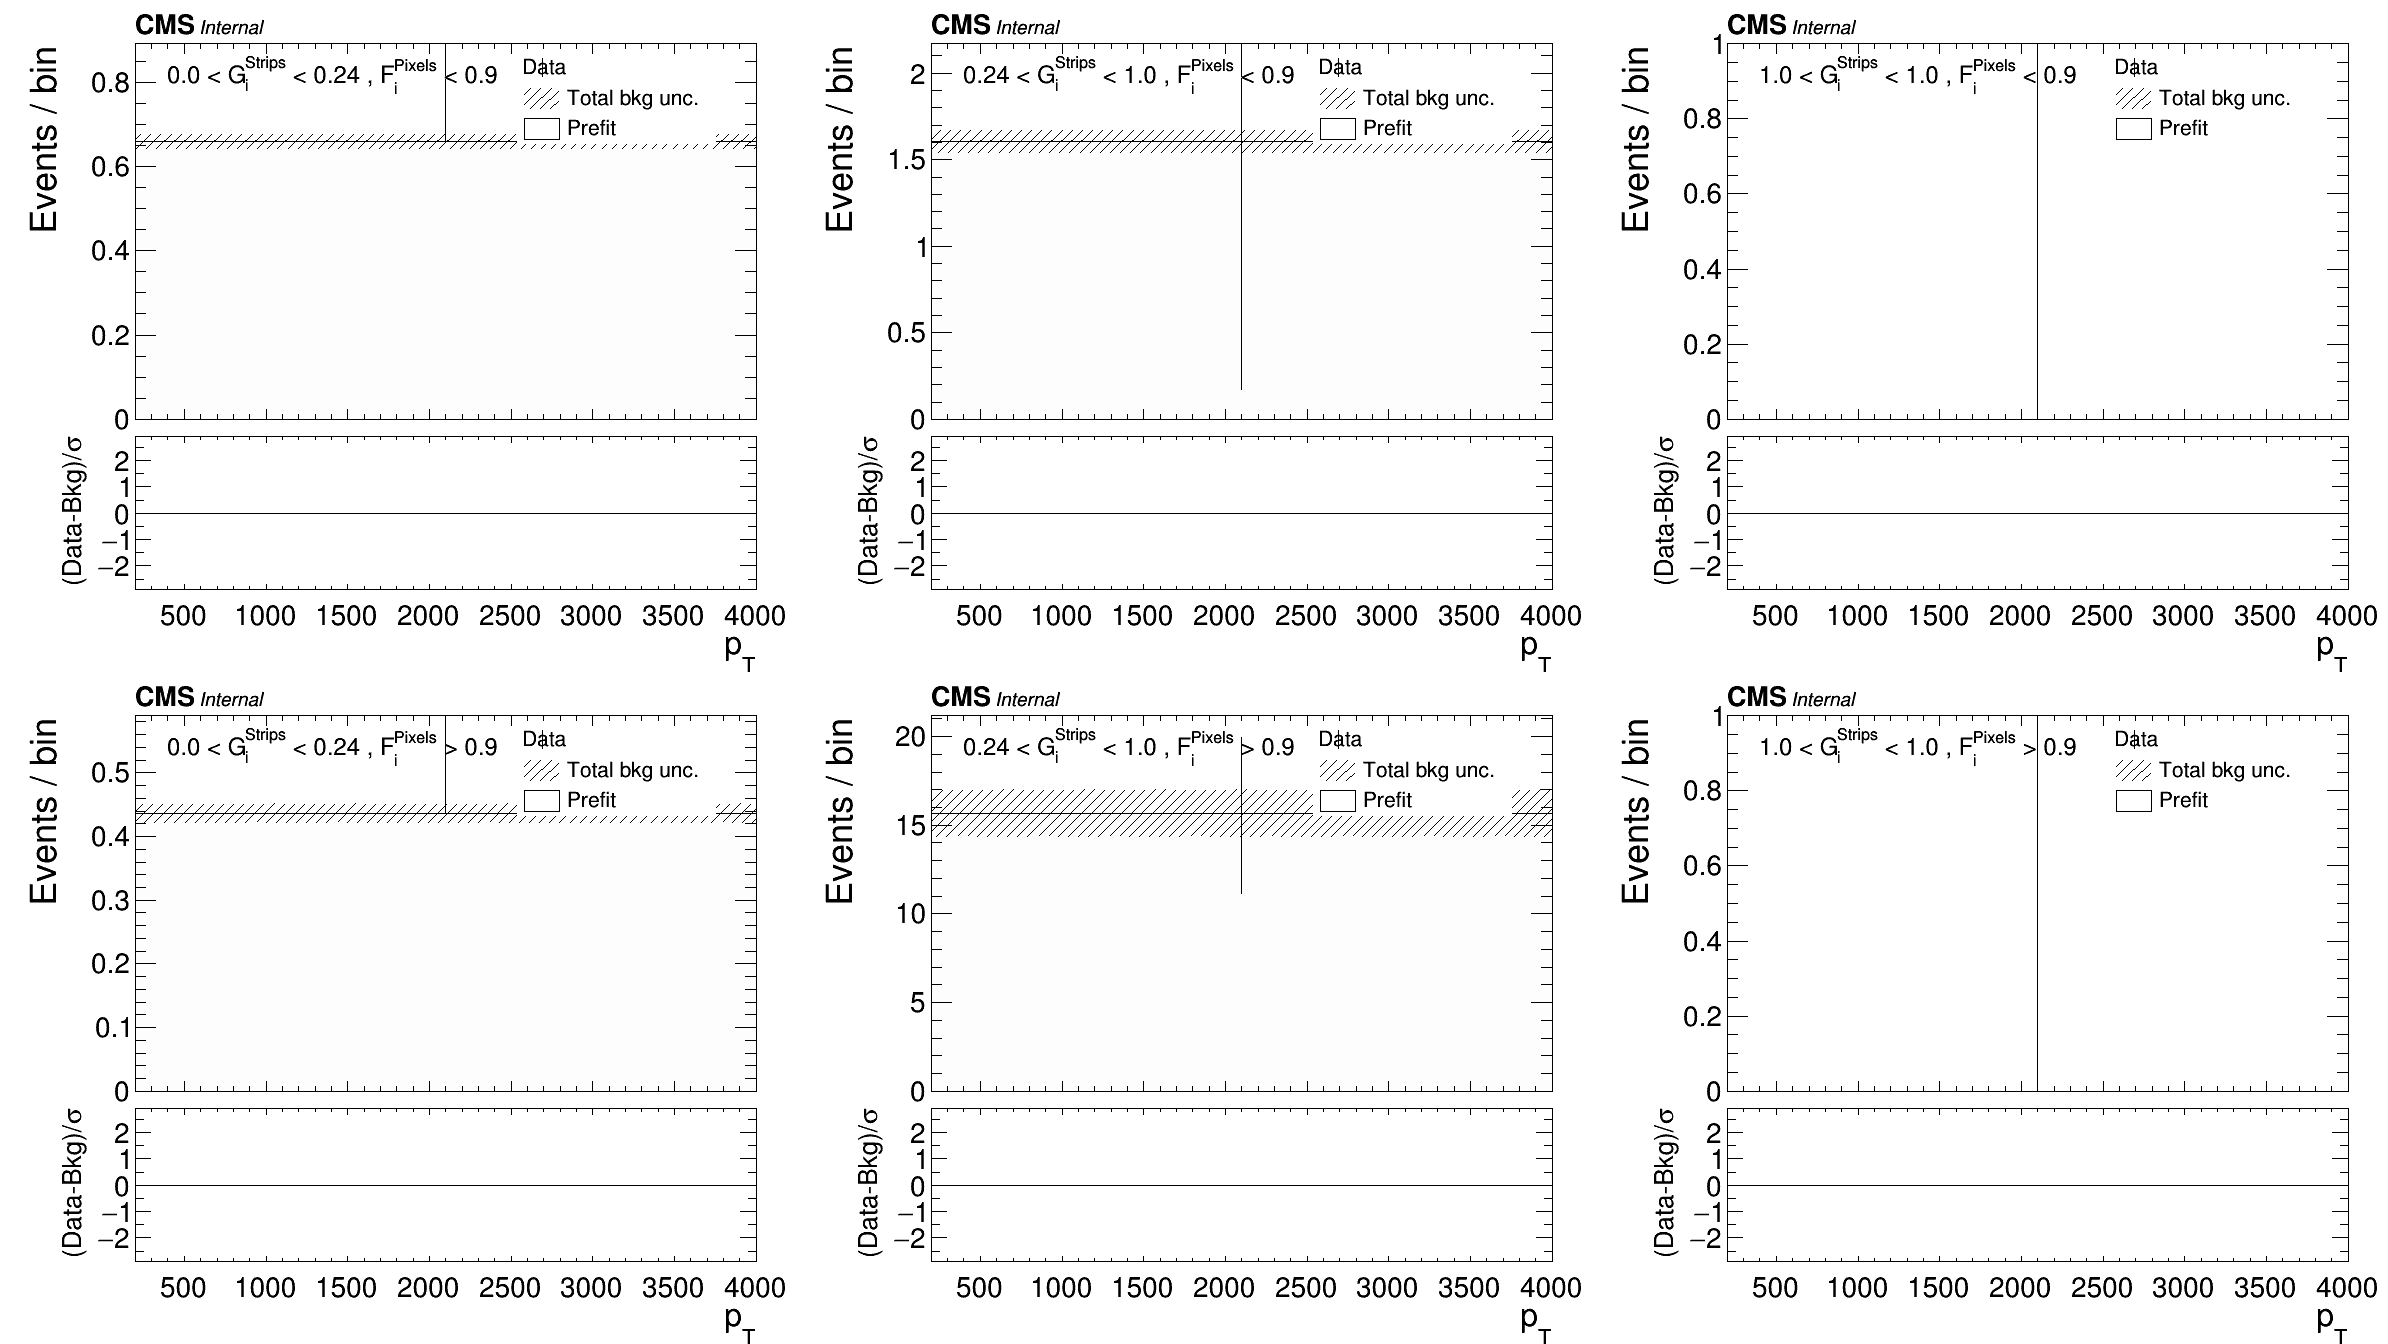 CMS Internal
0.0 < G_i^Strips < 0.24 , F_i^Pixels < 0.9
Data
Total bkg unc.
Prefit
Events / bin
0.8
0.6
0.4
0.2
0
(Data-Bkg)/σ
2
1
0
−1
−2
500 1000 1500 2000 2500 3000 3500 4000
p_T
CMS Internal
0.24 < G_i^Strips < 1.0 , F_i^Pixels < 0.9
Data
Total bkg unc.
Prefit
Events / bin
2
1.5
1
0.5
0
(Data-Bkg)/σ
2
1
0
−1
−2
500 1000 1500 2000 2500 3000 3500 4000
p_T
CMS Internal
1.0 < G_i^Strips < 1.0 , F_i^Pixels < 0.9
Data
Total bkg unc.
Prefit
Events / bin
1
0.8
0.6
0.4
0.2
0
(Data-Bkg)/σ
2
1
0
−1
−2
500 1000 1500 2000 2500 3000 3500 4000
p_T
CMS Internal
0.0 < G_i^Strips < 0.24 , F_i^Pixels > 0.9
Data
Total bkg unc.
Prefit
Events / bin
0.5
0.4
0.3
0.2
0.1
0
(Data-Bkg)/σ
2
1
0
−1
−2
500 1000 1500 2000 2500 3000 3500 4000
p_T
CMS Internal
0.24 < G_i^Strips < 1.0 , F_i^Pixels > 0.9
Data
Total bkg unc.
Prefit
Events / bin
20
15
10
5
0
(Data-Bkg)/σ
2
1
0
−1
−2
500 1000 1500 2000 2500 3000 3500 4000
p_T
CMS Internal
1.0 < G_i^Strips < 1.0 , F_i^Pixels > 0.9
Data
Total bkg unc.
Prefit
Events / bin
1
0.8
0.6
0.4
0.2
0
(Data-Bkg)/σ
2
1
0
−1
−2
500 1000 1500 2000 2500 3000 3500 4000
p_T